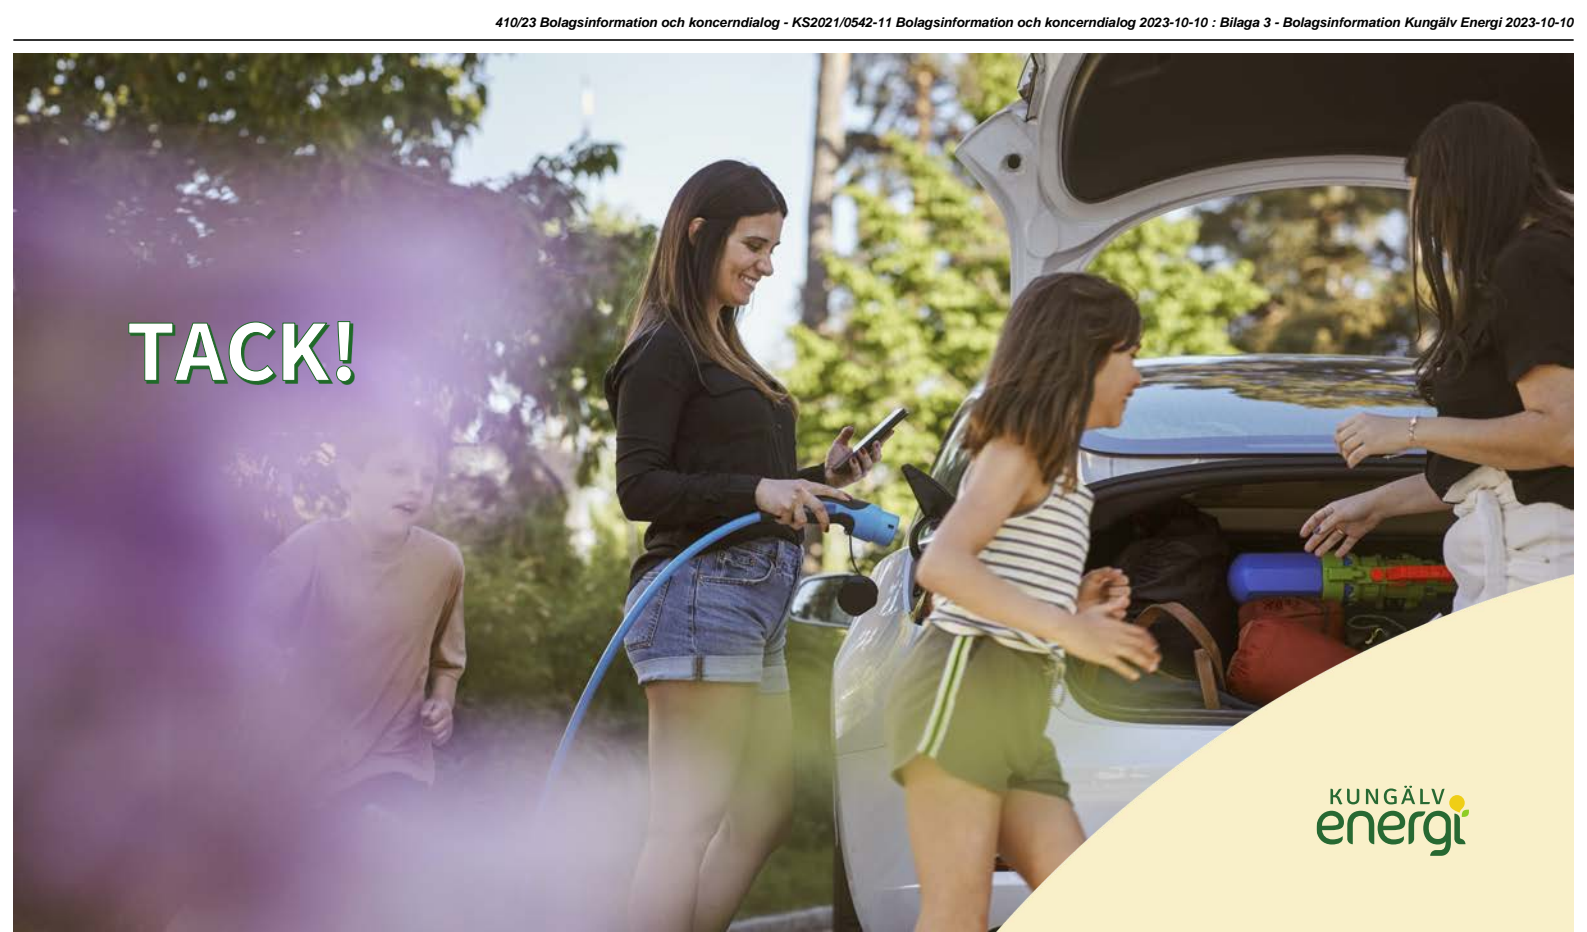 410/23 Bolagsinformation och koncerndialog - KS2021/0542-11 Bolagsinformation och koncerndialog 2023-10-10 : Bilaga 3 - Bolagsinformation Kungälv Energi 2023-10-10
TACK!
KUNGÄLV
energi